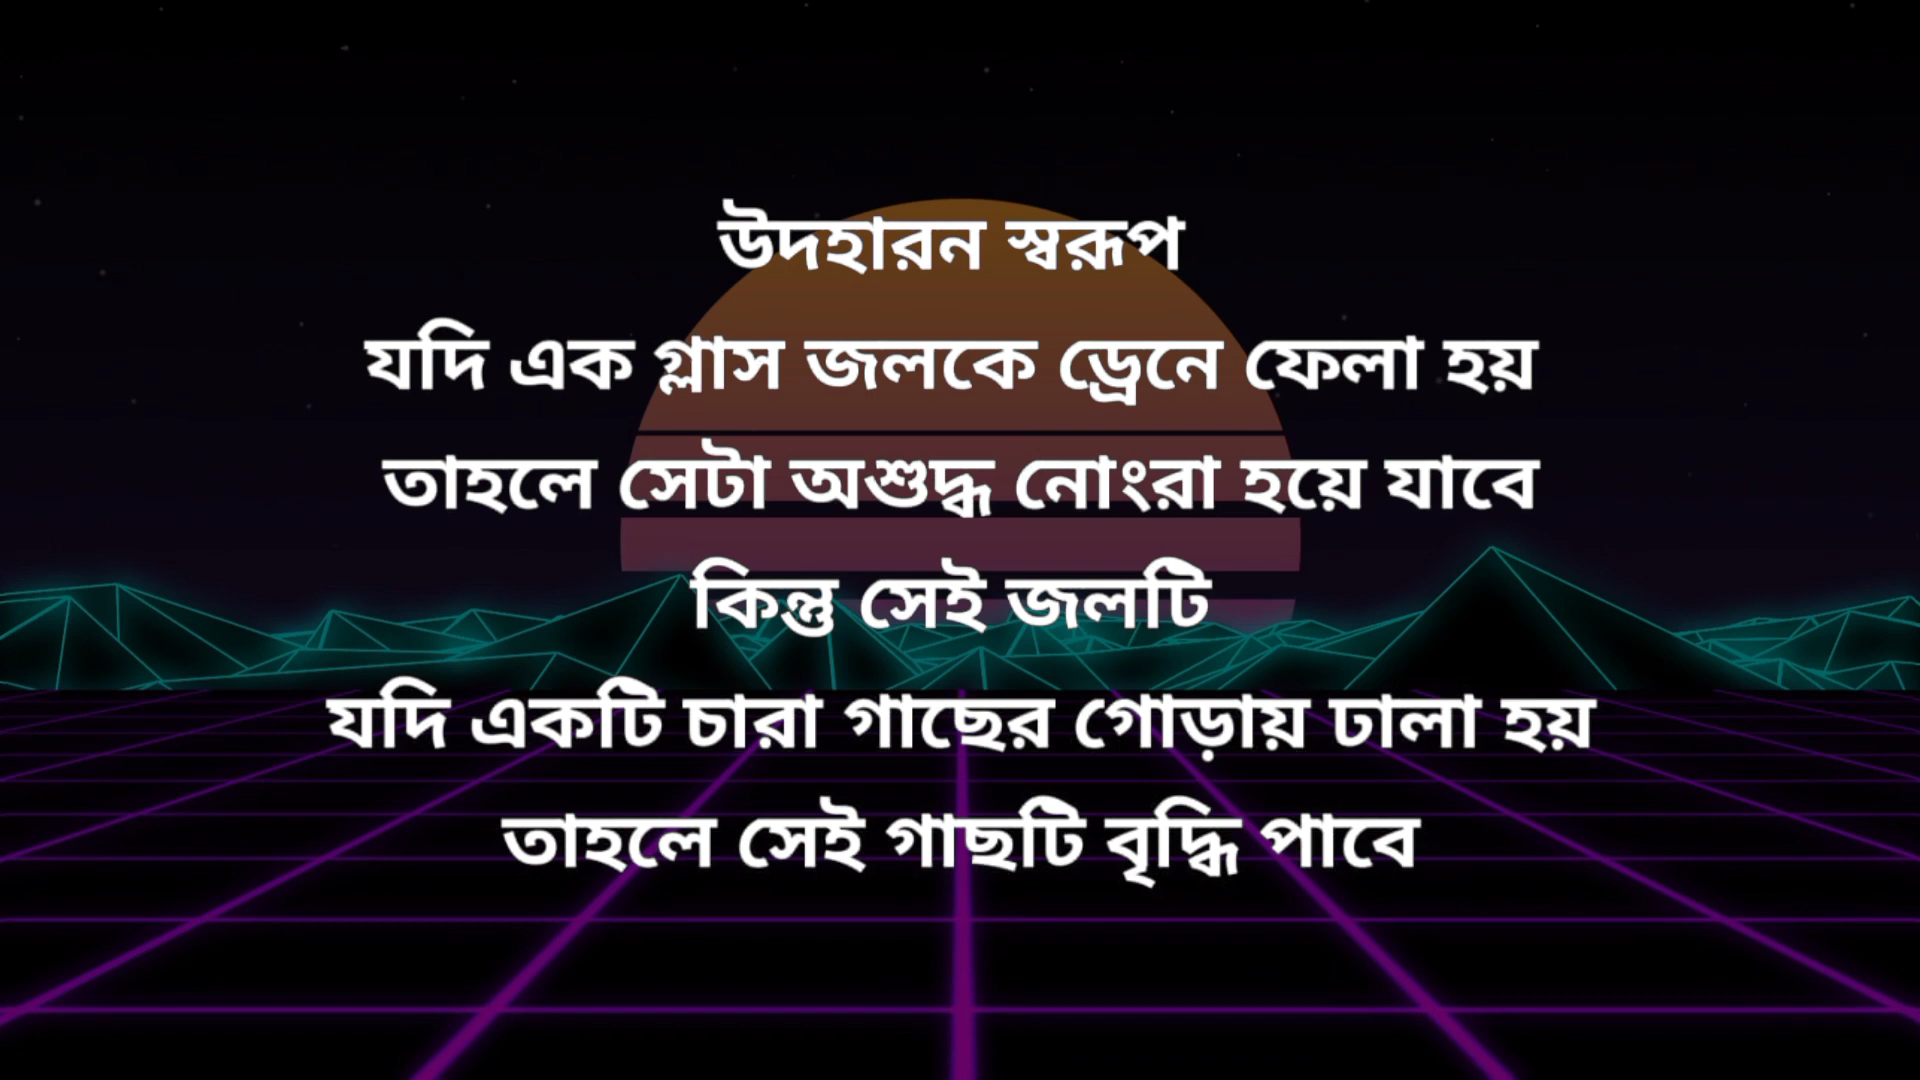 উদহারন স্বরূপ
যদি এক গ্লাস জলকে ড্রেনে ফেলা হয়
তাহলে সেটা অশুদ্ধ নোংরা হয়ে যাবে
কিন্তু সেই জলটি
যদি একটি চারা গাছের গোড়ায় ঢালা হয়
তাহলে সেই গাছটি বৃদ্ধি পাবে